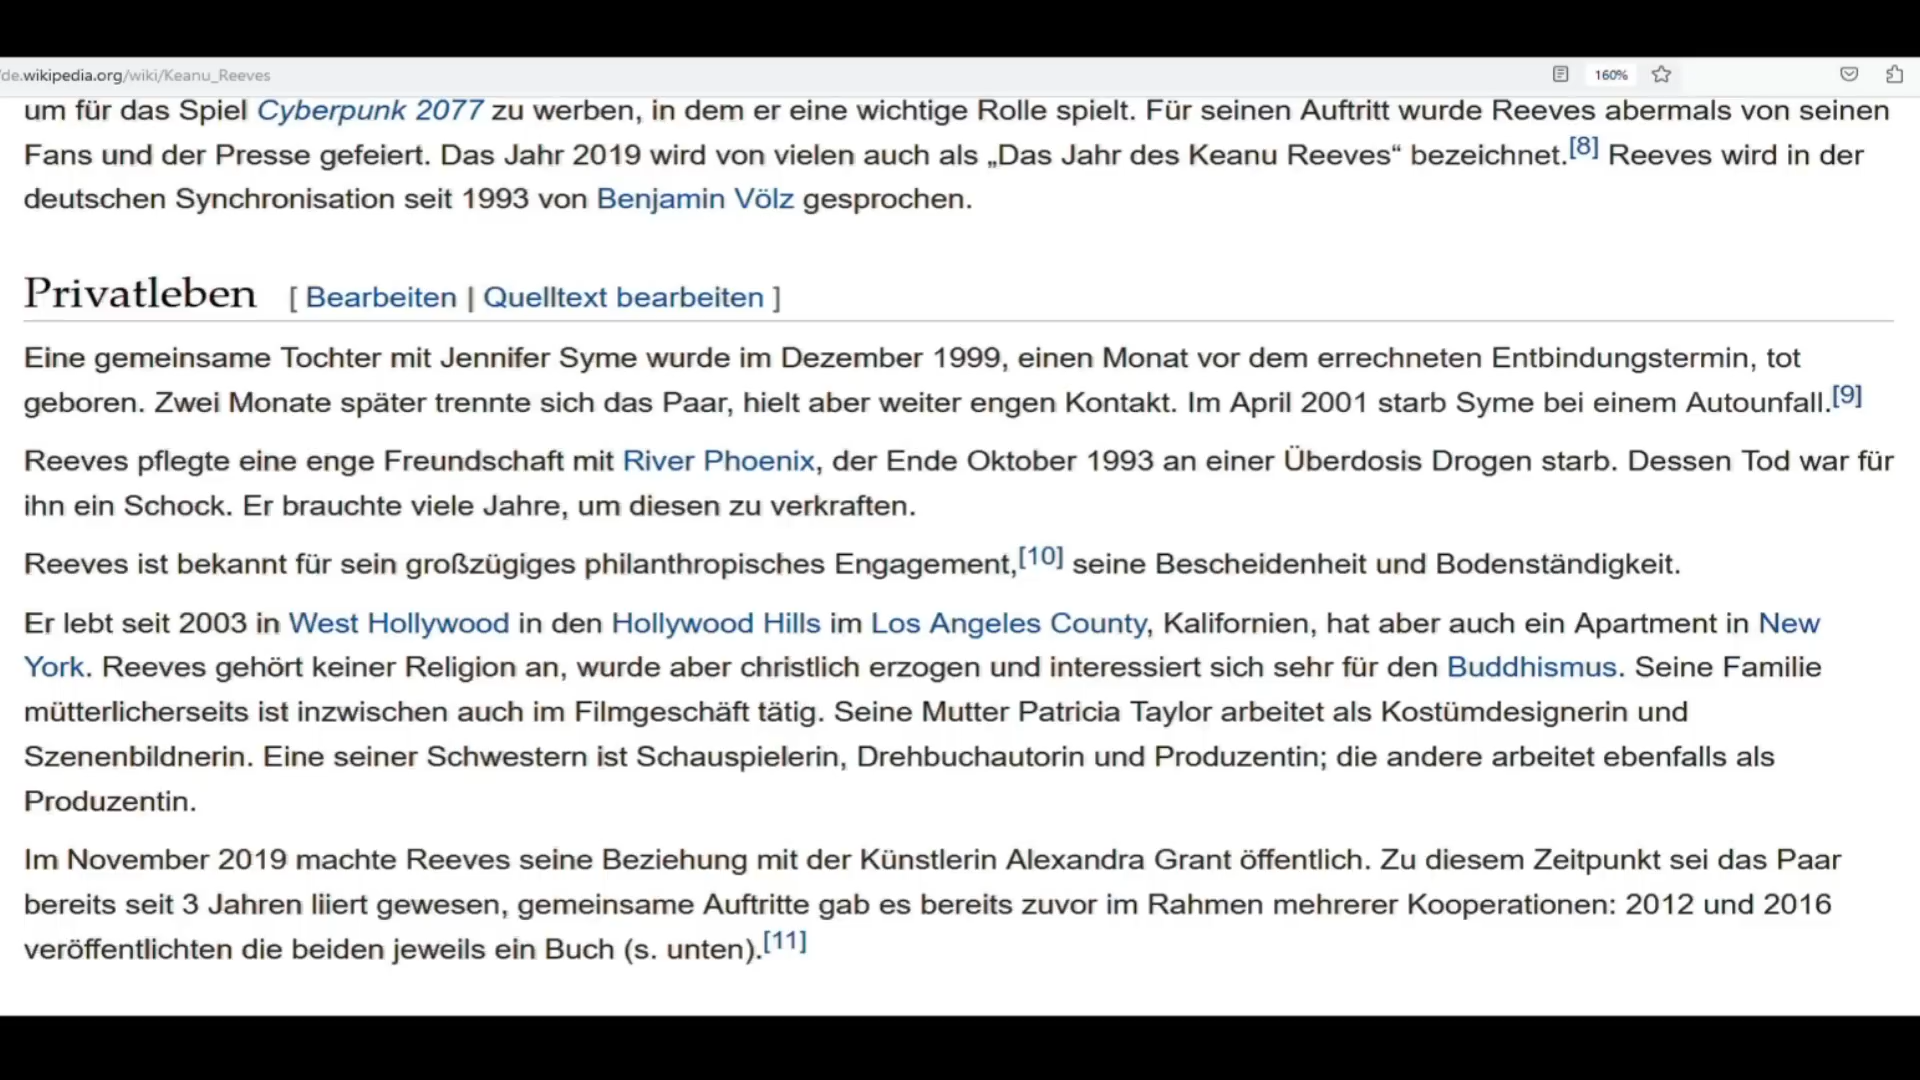 de.wikipedia.org/wiki/Keanu_Reeves
160%
um für das Spiel Cyberpunk 2077 zu werben, in dem er eine wichtige Rolle spielt. Für seinen Auftritt wurde Reeves abermals von seinen
Fans und der Presse gefeiert. Das Jahr 2019 wird von vielen auch als „Das Jahr des Keanu Reeves“ bezeichnet.[8] Reeves wird in der
deutschen Synchronisation seit 1993 von Benjamin Völz gesprochen.
Privatleben [ Bearbeiten | Quelltext bearbeiten ]
Eine gemeinsame Tochter mit Jennifer Syme wurde im Dezember 1999, einen Monat vor dem errechneten Entbindungstermin, tot
geboren. Zwei Monate später trennte sich das Paar, hielt aber weiter engen Kontakt. Im April 2001 starb Syme bei einem Autounfall.[9]
Reeves pflegte eine enge Freundschaft mit River Phoenix, der Ende Oktober 1993 an einer Überdosis Drogen starb. Dessen Tod war für
ihn ein Schock. Er brauchte viele Jahre, um diesen zu verkraften.
Reeves ist bekannt für sein großzügiges philanthropisches Engagement,[10] seine Bescheidenheit und Bodenständigkeit.
Er lebt seit 2003 in West Hollywood in den Hollywood Hills im Los Angeles County, Kalifornien, hat aber auch ein Apartment in New
York. Reeves gehört keiner Religion an, wurde aber christlich erzogen und interessiert sich sehr für den Buddhismus. Seine Familie
mütterlicherseits ist inzwischen auch im Filmgeschäft tätig. Seine Mutter Patricia Taylor arbeitet als Kostümdesignerin und
Szenenbildnerin. Eine seiner Schwestern ist Schauspielerin, Drehbuchautorin und Produzentin; die andere arbeitet ebenfalls als
Produzentin.
Im November 2019 machte Reeves seine Beziehung mit der Künstlerin Alexandra Grant öffentlich. Zu diesem Zeitpunkt sei das Paar
bereits seit 3 Jahren liiert gewesen, gemeinsame Auftritte gab es bereits zuvor im Rahmen mehrerer Kooperationen: 2012 und 2016
veröffentlichten die beiden jeweils ein Buch (s. unten).[11]